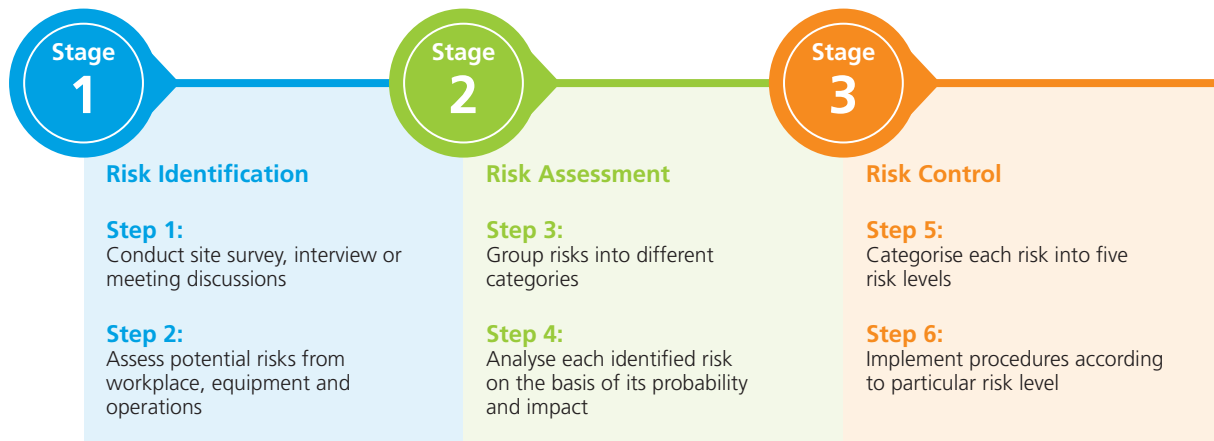 Stage
1
Risk Identification
Step 1:
Conduct site survey, interview or
meeting discussions
Step 2:
Assess potential risks from
workplace, equipment and
operations
Stage
2
Risk Assessment
Step 3:
Group risks into different
categories
Step 4:
Analyse each identified risk
on the basis of its probability
and impact
Stage
3
Risk Control
Step 5:
Categorise each risk into five
risk levels
Step 6:
Implement procedures according
to particular risk level